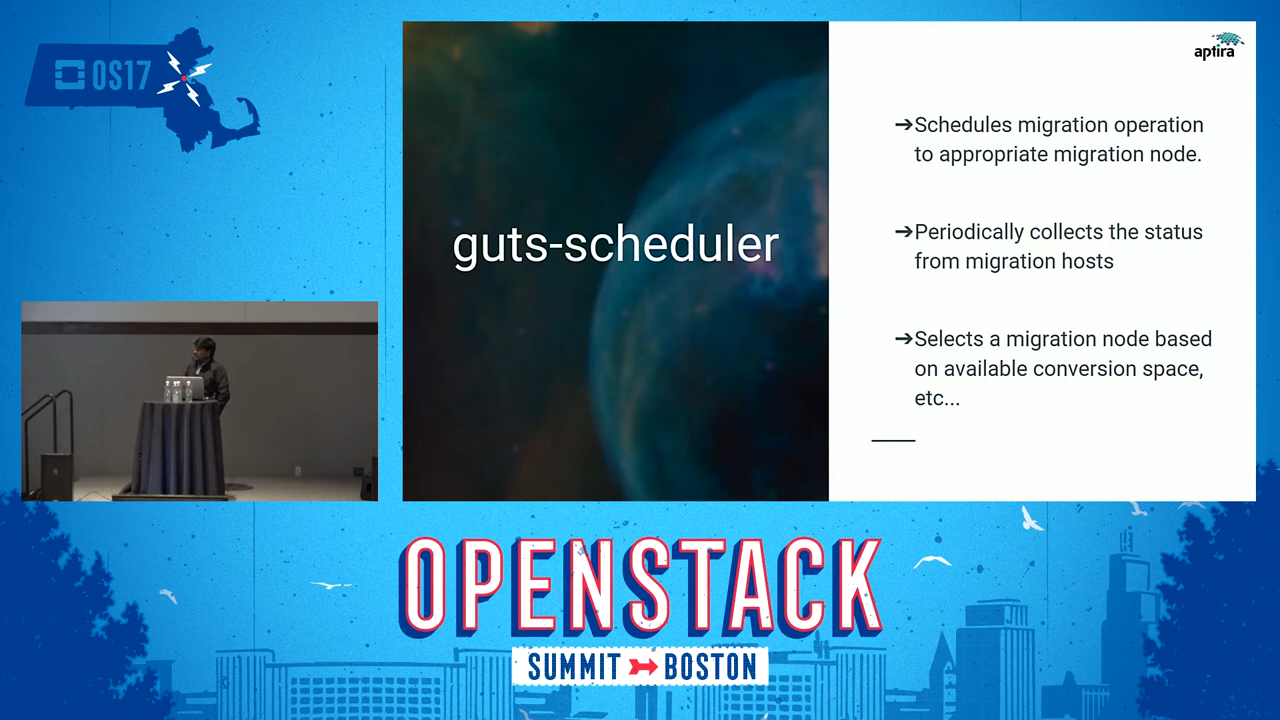 OS17
aptira
guts-scheduler
➔Schedules migration operation
to appropriate migration node.
➔Periodically collects the status
from migration hosts
➔Selects a migration node based
on available conversion space,
etc...
OPENSTACK
SUMMIT BOSTON